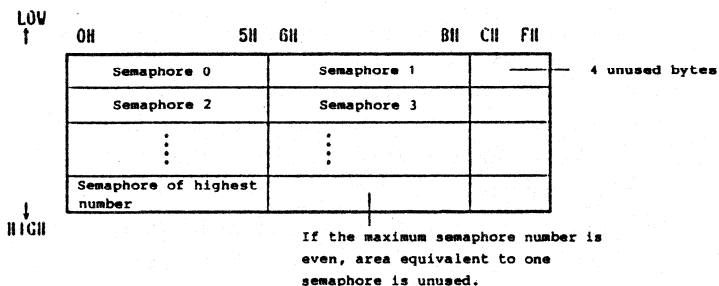 LOW
0H 5H 6H BH CH FH
Semaphore 0 Semaphore 1
4 unused bytes
Semaphore 2 Semaphore 3
Semaphore of highest
number
HIGH
If the maximum semaphore number is
even, area equivalent to one
semaphore is unused.